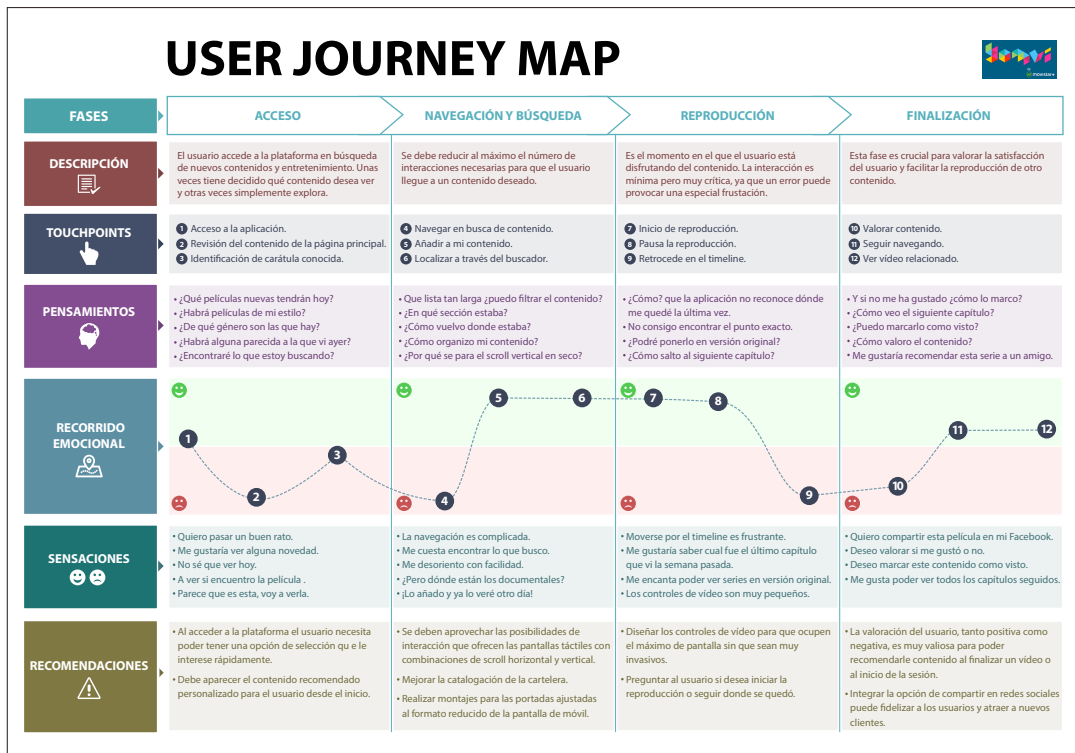 USER JOURNEY MAP
yomvi
movistar+
FASES
ACCESO
NAVEGACIÓN Y BÚSQUEDA
REPRODUCCIÓN
FINALIZACIÓN
DESCRIPCIÓN
El usuario accede a la plataforma en búsqueda
de nuevos contenidos y entretenimiento. Unas
veces tiene decidido qué contenido desea ver
y otras veces simplemente explora.
Se debe reducir al máximo el número de
interacciones necesarias para que el usuario
llegue a un contenido deseado.
Es el momento en el que el usuario está
disfrutando del contenido. La interacción es
mínima pero muy crítica, ya que un error puede
provocar una especial frustación.
Esta fase es crucial para valorar la satisfacción
del usuario y facilitar la reproducción de otro
contenido.
TOUCHPOINTS
1 Acceso a la aplicación.
2 Revisión del contenido de la página principal.
3 Identificación de carátula conocida.
4 Navegar en busca de contenido.
5 Añadir a mi contenido.
6 Localizar a través del buscador.
7 Inicio de reproducción.
8 Pausa la reproducción.
9 Retrocede en el timeline.
10 Valorar contenido.
11 Seguir navegando.
12 Ver vídeo relacionado.
PENSAMIENTOS
• ¿Qué películas nuevas tendrán hoy?
• ¿Habrá películas de mi estilo?
• ¿De qué género son las que hay?
• ¿Habrá alguna parecida a la que vi ayer?
• ¿Encontraré lo que estoy buscando?
• Que lista tan larga ¿puedo filtrar el contenido?
• ¿En qué sección estaba?
• ¿Cómo vuelvo donde estaba?
• ¿Cómo organizo mi contenido?
• ¿Por qué se para el scroll vertical en seco?
• ¿Cómo? que la aplicación no reconoce dónde
me quedé la última vez.
• No consigo encontrar el punto exacto.
• ¿Podré ponerlo en versión original?
• ¿Cómo salto al siguiente capítulo?
• Y si no me ha gustado ¿cómo lo marco?
• ¿Cómo veo el siguiente capítulo?
• ¿Puedo marcarlo como visto?
• ¿Cómo valoro el contenido?
• Me gustaría recomendar esta serie a un amigo.
RECORRIDO
EMOCIONAL
1
2
3
4
5
6
7
8
9
10
11
12
SENSACIONES
• Quiero pasar un buen rato.
• Me gustaría ver alguna novedad.
• No sé que ver hoy.
• A ver si encuentro la película .
• Parece que es esta, voy a verla.
• La navegación es complicada.
• Me cuesta encontrar lo que busco.
• Me desoriento con facilidad.
• ¿Pero dónde están los documentales?
• ¡Lo añado y ya lo veré otro día!
• Moverse por el timeline es frustrante.
• Me gustaría saber cual fue el último capítulo
que vi la semana pasada.
• Me encanta poder ver series en versión original.
• Los controles de vídeo son muy pequeños.
• Quiero compartir esta película en mi Facebook.
• Deseo valorar si me gustó o no.
• Deseo marcar este contenido como visto.
• Me gusta poder ver todos los capítulos seguidos.
RECOMENDACIONES
• Al acceder a la plataforma el usuario necesita
poder tener una opción de selección qu e le
interese rápidamente.
• Debe aparecer el contenido recomendado
personalizado para el usuario desde el inicio.
• Se deben aprovechar las posibilidades de
interacción que ofrecen las pantallas táctiles con
combinaciones de scroll horizontal y vertical.
• Mejorar la catalogación de la cartelera.
• Realizar montajes para las portadas ajustadas
al formato reducido de la pantalla de móvil.
• Diseñar los controles de vídeo para que ocupen
el máximo de pantalla sin que sean muy
invasivos.
• Preguntar al usuario si desea iniciar la
reproducción o seguir donde se quedó.
• La valoración del usuario, tanto positiva como
negativa, es muy valiosa para poder
recomendarle contenido al finalizar un vídeo o
al inicio de la sesión.
• Integrar la opción de compartir en redes sociales
puede fidelizar a los usuarios y atraer a nuevos
clientes.